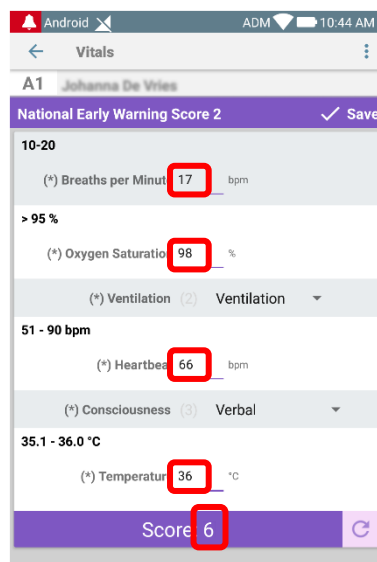 Android ADM 10:44 AM
Vitals
A1 Johanna De Vries
National Early Warning Score 2 Save
10-20
(*) Breaths per Minut 17 bpm
> 95 %
(*) Oxygen Saturatio 98 %
(*) Ventilation (2) Ventilation
51 - 90 bpm
(*) Heartbea 66 bpm
(*) Consciousness (3) Verbal
35.1 - 36.0 °C
(*) Temperatur 36 °C
Score: 6